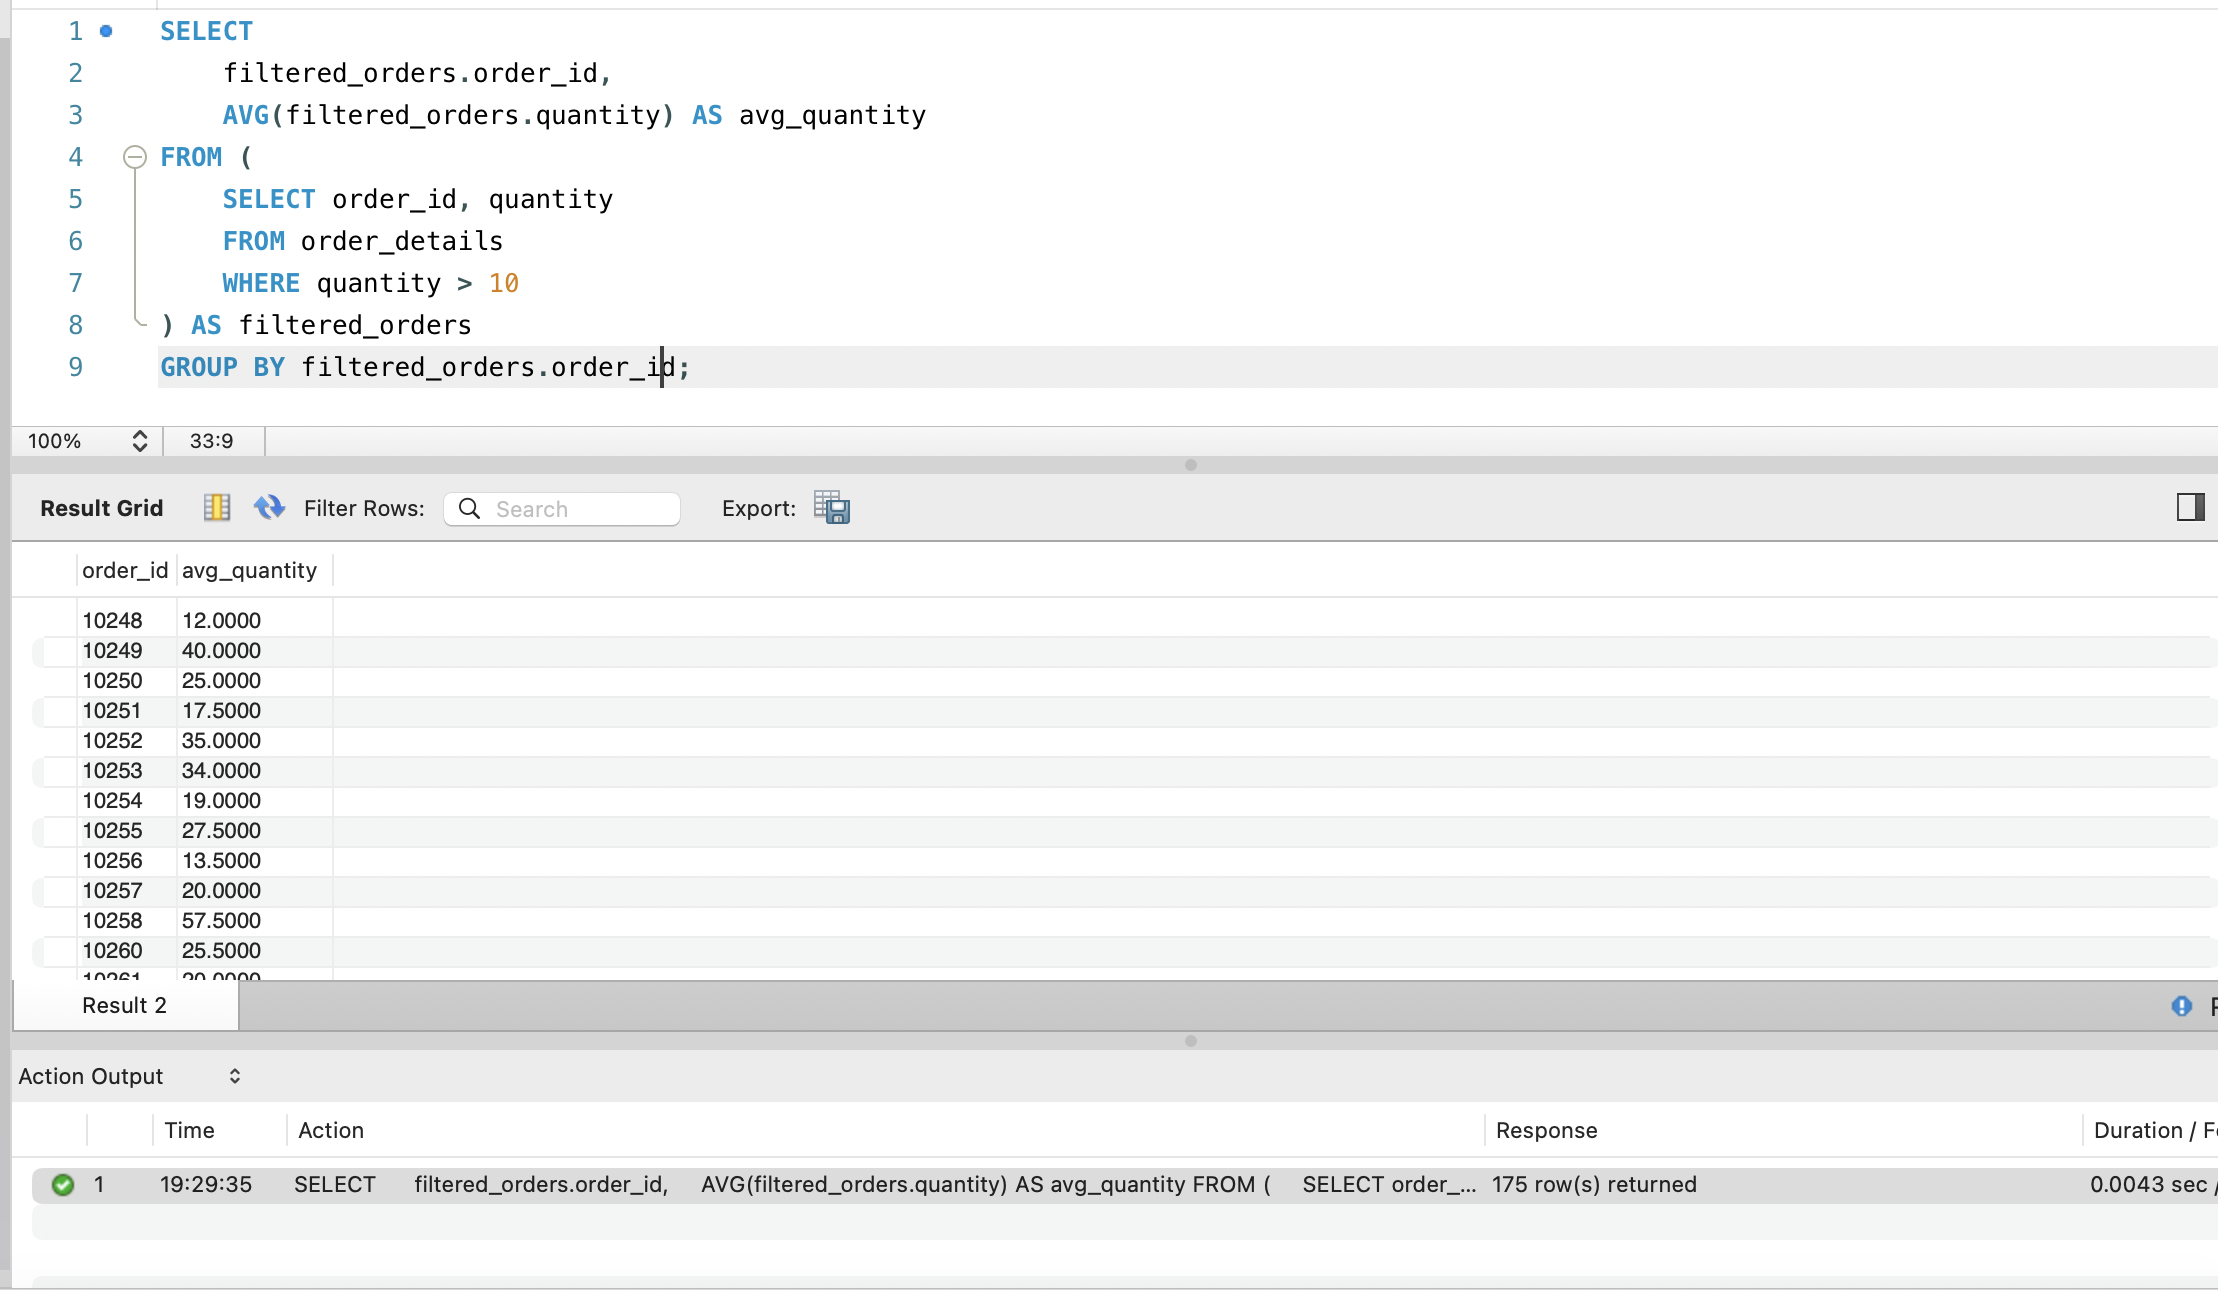 1 SELECT
2 filtered_orders.order_id,
3 AVG(filtered_orders.quantity) AS avg_quantity
4 FROM (
5 SELECT order_id, quantity
6 FROM order_details
7 WHERE quantity > 10
8 ) AS filtered_orders
9 GROUP BY filtered_orders.order_id;
100% 33:9
Result Grid Filter Rows: Search Export:
order_id avg_quantity
10248 12.0000
10249 40.0000
10250 25.0000
10251 17.5000
10252 35.0000
10253 34.0000
10254 19.0000
10255 27.5000
10256 13.5000
10257 20.0000
10258 57.5000
10260 25.5000
10261 20.0000
Result 2
Action Output
Time Action Response Duration / F
1 19:29:35 SELECT filtered_orders.order_id, AVG(filtered_orders.quantity) AS avg_quantity FROM ( SELECT order_... 175 row(s) returned 0.0043 sec /